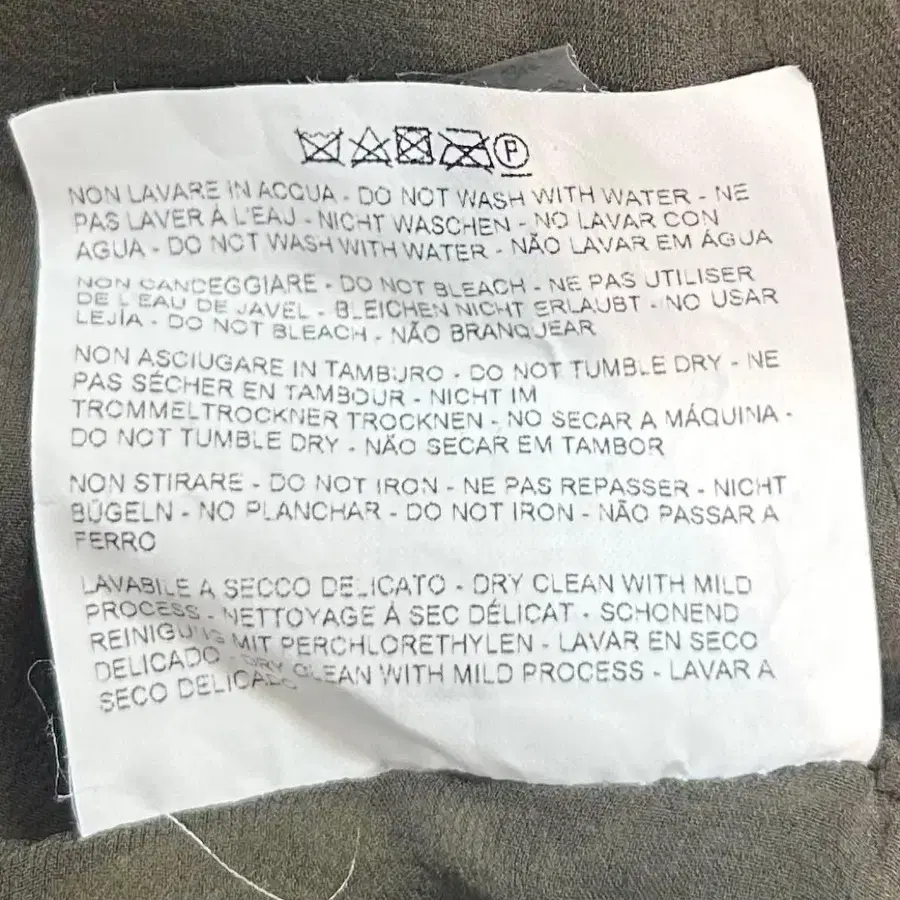 P
NON LAVARE IN ACQUA - DO NOT WASH WITH WATER - NE
PAS LAVER À L'EAU - NICHT WASCHEN - NO LAVAR CON
AGUA - DO NOT WASH WITH WATER - NÃO LAVAR EM ÁGUA
NON CANDEGGIARE - DO NOT BLEACH - NE PAS UTILISER
DE L'EAU DE JAVEL - BLEICHEN NICHT ERLAUBT - NO USAR
LEJÍA - DO NOT BLEACH - NÃO BRANQUEAR
NON ASCIUGARE IN TAMBURO - DO NOT TUMBLE DRY - NE
PAS SÉCHER EN TAMBOUR - NICHT IM
TROMMELTROCKNER TROCKNEN - NO SECAR A MÁQUINA -
DO NOT TUMBLE DRY - NÃO SECAR EM TAMBOR
NON STIRARE - DO NOT IRON - NE PAS REPASSER - NICHT
BÜGELN - NO PLANCHAR - DO NOT IRON - NÃO PASSAR A
FERRO
LAVABILE A SECCO DELICATO - DRY CLEAN WITH MILD
PROCESS - NETTOYAGE À SEC DÉLICAT - SCHONEND
REINIGUNG MIT PERCHLORETHYLEN - LAVAR EN SECO
DELICADO - DRY CLEAN WITH MILD PROCESS - LAVAR A
SECO DELICADO